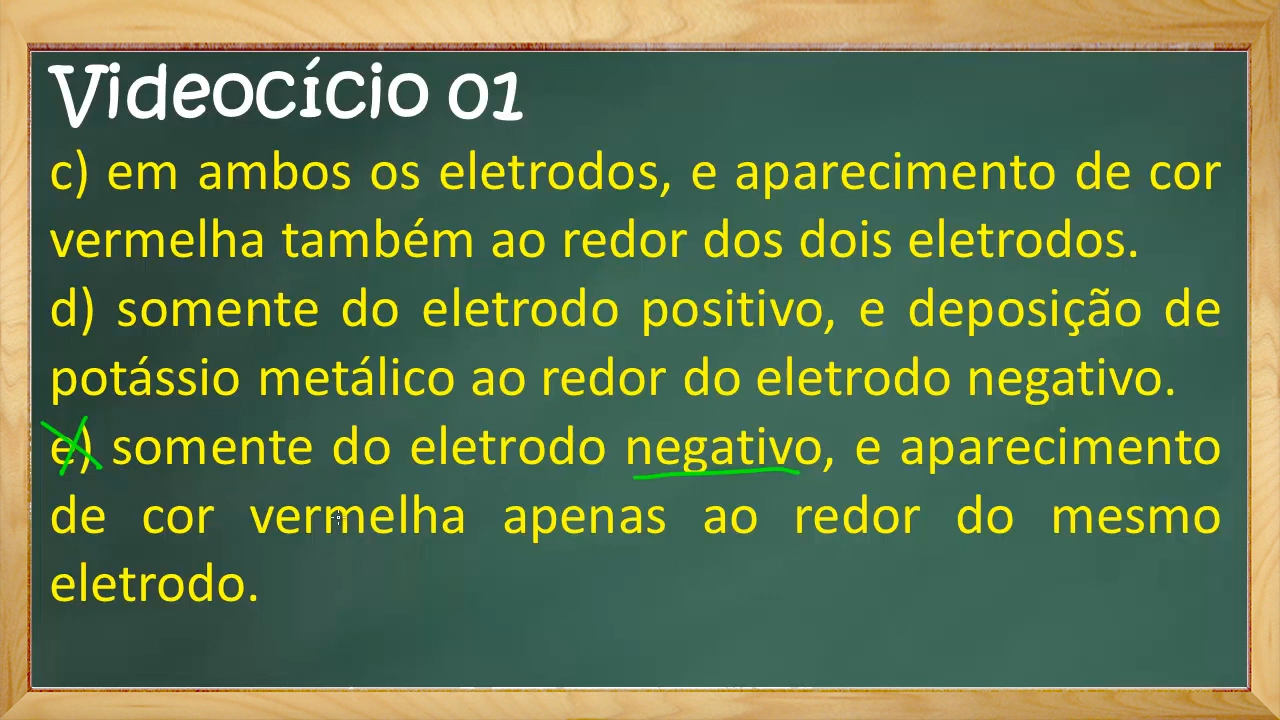 Videocício 01
c) em ambos os eletrodos, e aparecimento de cor
vermelha também ao redor dos dois eletrodos.
d) somente do eletrodo positivo, e deposição de
potássio metálico ao redor do eletrodo negativo.
e) somente do eletrodo negativo, e aparecimento
de cor vermelha apenas ao redor do mesmo
eletrodo.